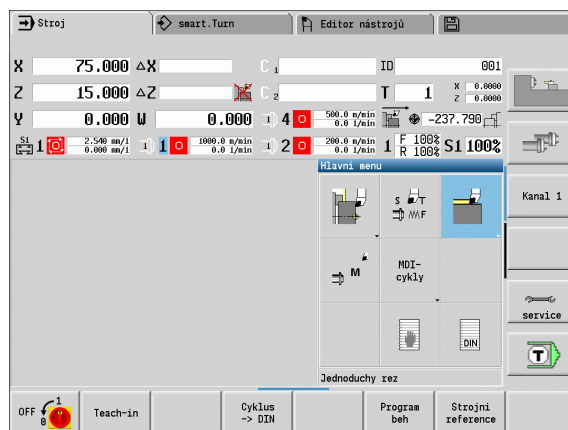 Stroj
smart.Turn
Editor nástrojů
X 75.000 ΔX C 1 ID 001
Z 15.000 ΔZ C 2 T 1 X 0.0000
Z 0.0000
Y 0.000 W 0.000 4 500.0 m/min
0.0 1/min
-237.790
S1 1 2.540 mm/1
0.000 mm/1
1 1000.0 m/min
0.0 1/min
2 200.0 m/min
0.0 1/min
1 F 100%
R 100%
S1 100%
Hlavni menu
S T
F
M
MDI-
cykly
DIN
Jednoduchy rez
Kanal 1
service
T
OFF 1
0
Teach-in
Cyklus
-> DIN
Program
beh
Strojni
reference